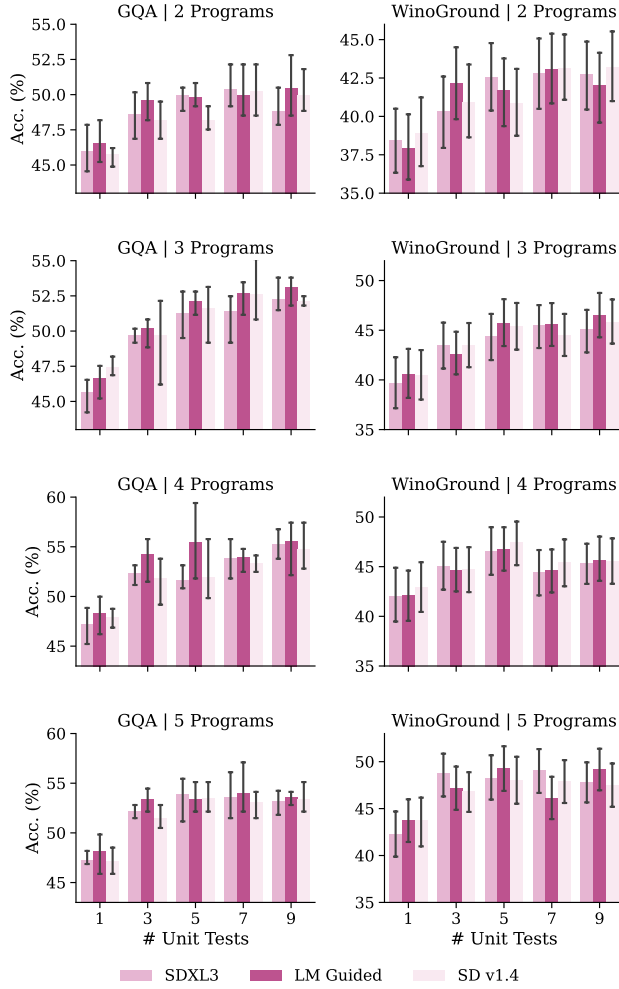 GQA | 2 Programs
WinoGround | 2 Programs
Acc. (%)
55.0
52.5
50.0
47.5
45.0
45.0
42.5
40.0
37.5
35.0
GQA | 3 Programs
WinoGround | 3 Programs
Acc. (%)
55.0
52.5
50.0
47.5
45.0
50
45
40
35
GQA | 4 Programs
WinoGround | 4 Programs
Acc. (%)
60
55
50
45
50
45
40
35
GQA | 5 Programs
WinoGround | 5 Programs
Acc. (%)
60
55
50
45
50
45
40
35
1 3 5 7 9
1 3 5 7 9
# Unit Tests
# Unit Tests
SDXL3 LM Guided SD v1.4